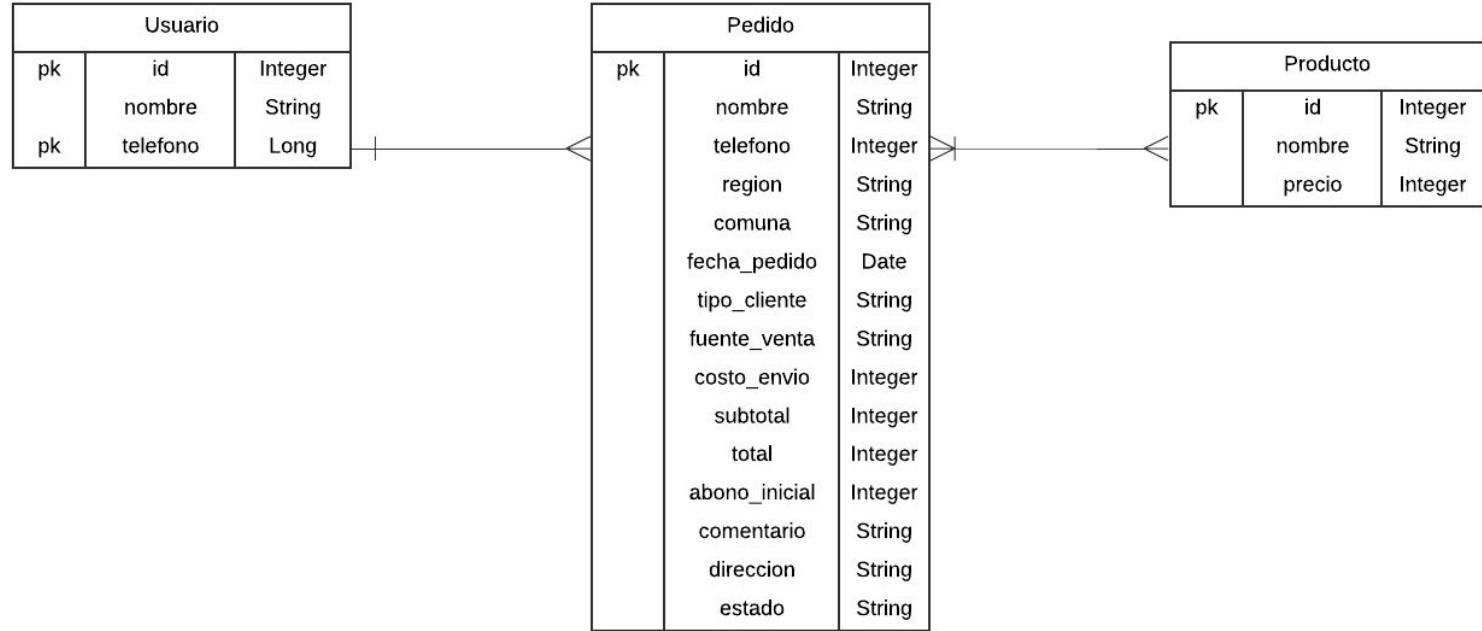 Usuario
pk id Integer
nombre String
pk telefono Long
Pedido
pk id Integer
nombre String
telefono Integer
region String
comuna String
fecha_pedido Date
tipo_cliente String
fuente_venta String
costo_envio Integer
subtotal Integer
total Integer
abono_inicial Integer
comentario String
direccion String
estado String
Producto
pk id Integer
nombre String
precio Integer